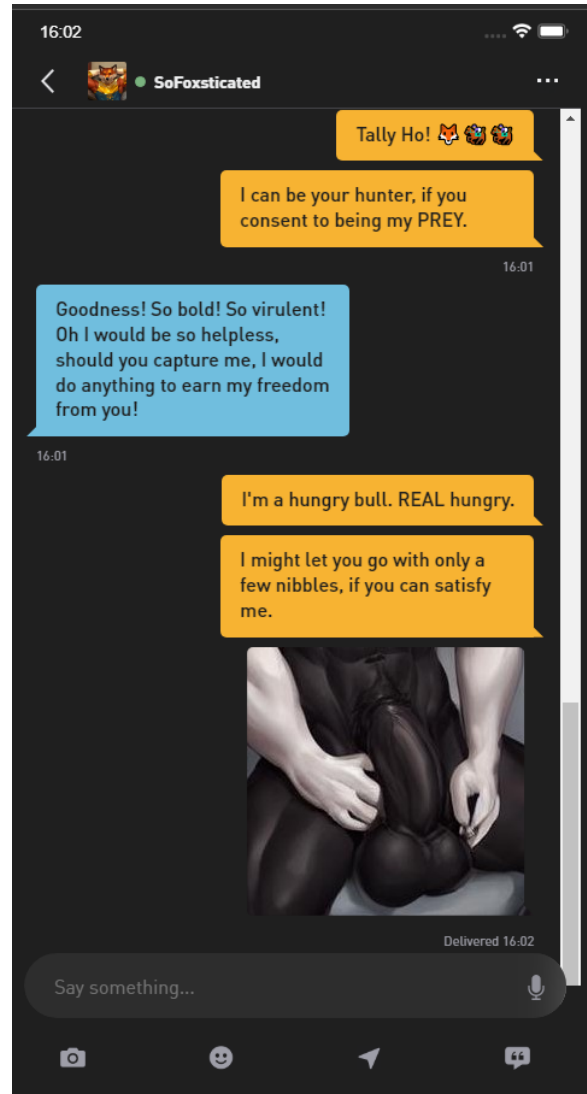 16:02
SoFoxsticated
Tally Ho! 🦊🐯🐯
I can be your hunter, if you
consent to being my PREY.
16:01
Goodness! So bold! So virulent!
Oh I would be so helpless,
should you capture me, I would
do anything to earn my freedom
from you!
16:01
I'm a hungry bull. REAL hungry.
I might let you go with only a
few nibbles, if you can satisfy
me.
Delivered 16:02
Say something...